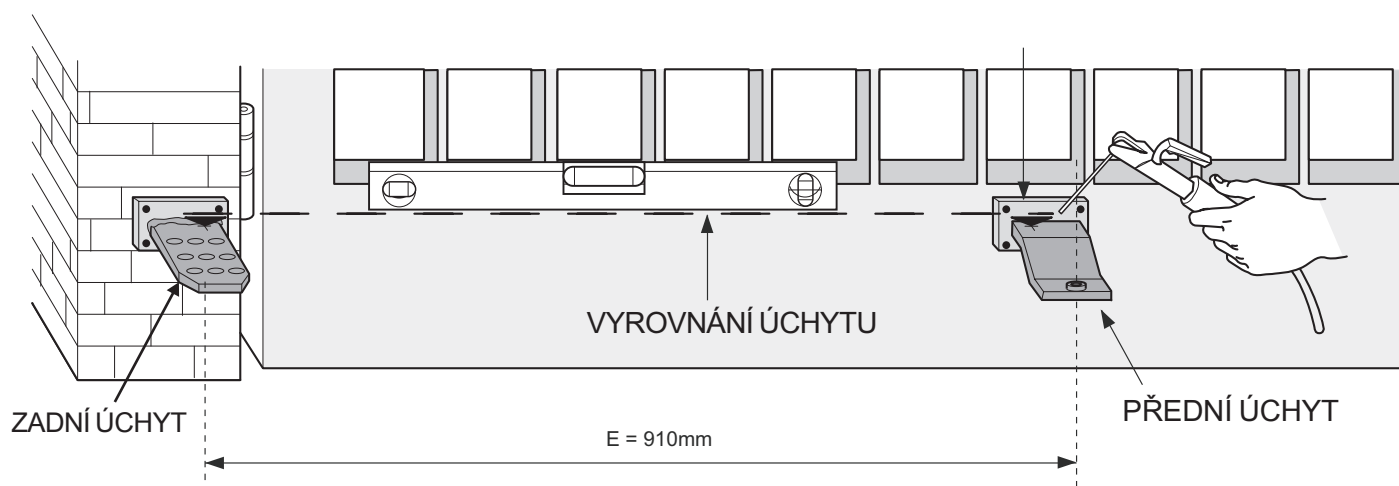 VYROVNÁNÍ ÚCHYTU
ZADNÍ ÚCHYT
PŘEDNÍ ÚCHYT
E = 910mm